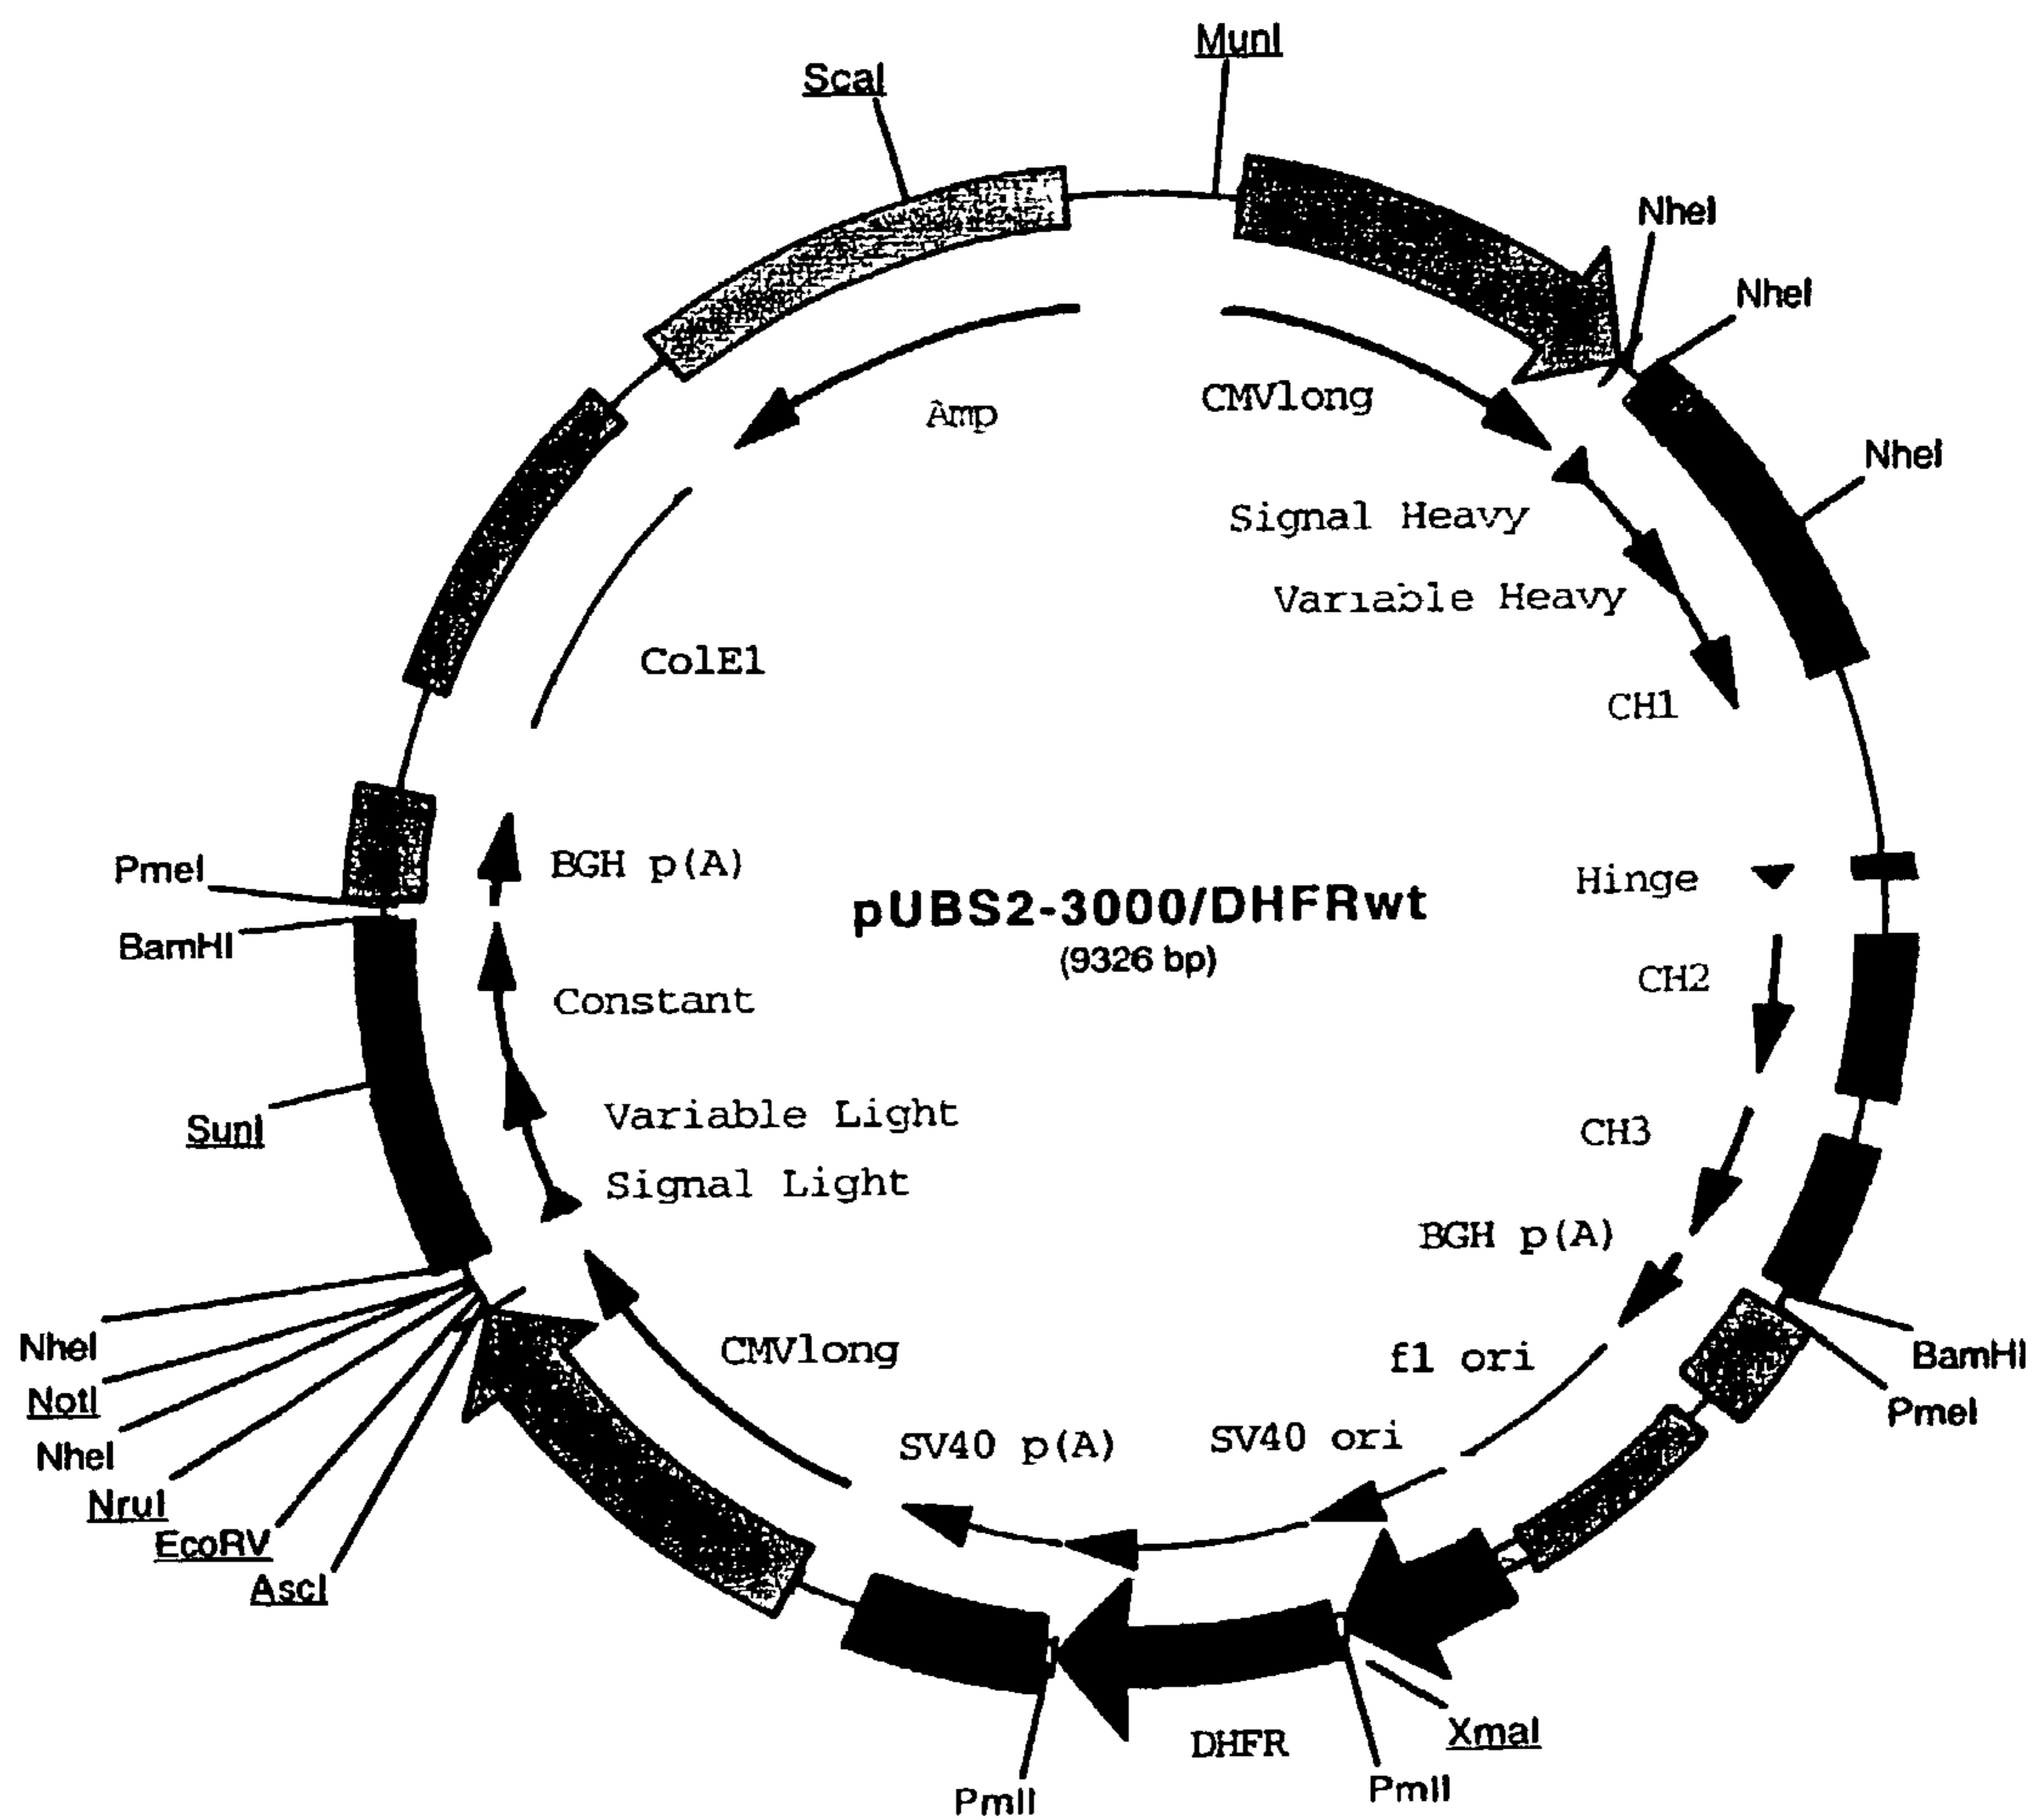 MunI
ScaI
NheI
NheI
NheI
Amp
CMVlong
Signal Heavy
Variable Heavy
ColE1
CH1
PmeI
BGH p(A)
BamHI
pUBS2-3000/DHFRwt
(9326 bp)
Hinge
Constant
CH2
SunI
Variable Light
CH3
Signal Light
BGH p(A)
NheI
CMVlong
f1 ori
BamHI
NotI
PmeI
NheI
SV40 p(A)
SV40 ori
NruI
EcoRV
AscI
DHFR
XmaI
PmlI
PmlI